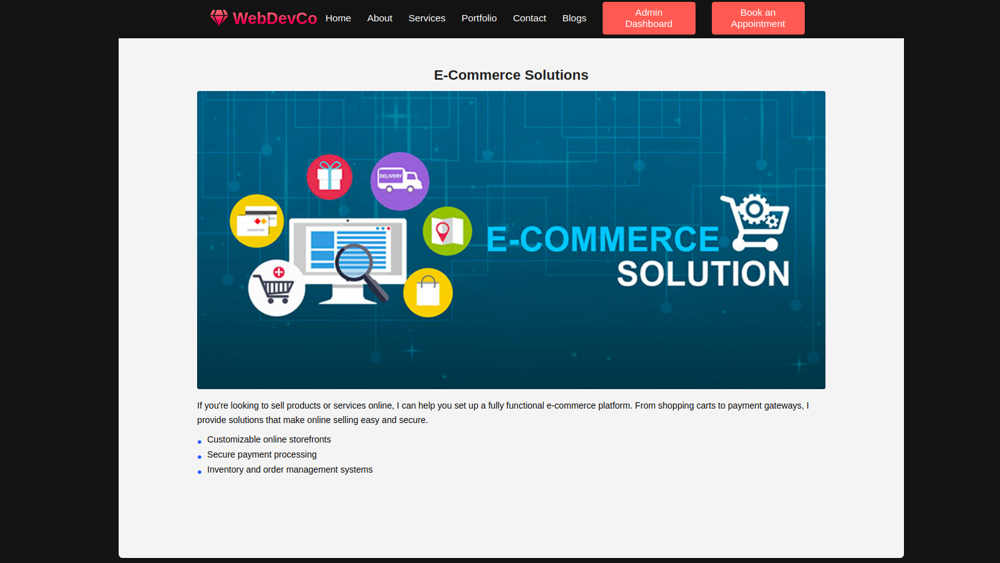 WebDevCo Home About Services Portfolio Contact Blogs
Admin
Dashboard
Book an
Appointment
E-Commerce Solutions
DELIVERY
E-COMMERCE
SOLUTION
If you're looking to sell products or services online, I can help you set up a fully functional e-commerce platform. From shopping carts to payment gateways, I
provide solutions that make online selling easy and secure.
Customizable online storefronts
Secure payment processing
Inventory and order management systems